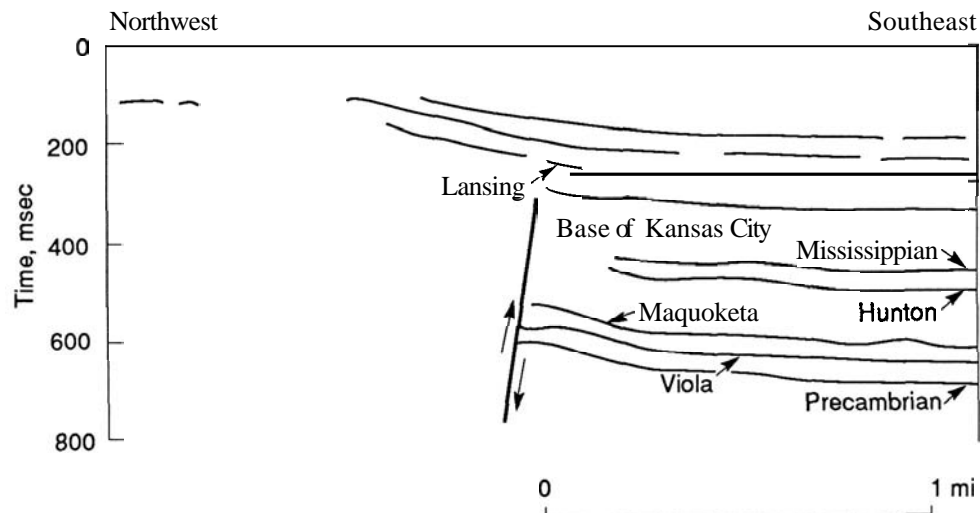 Northwest Southeast
0
200
400
600
800
Time, msec
Lansing
Base of Kansas City
Mississippian
Hunton
Maquoketa
Viola
Precambrian
0 1 mi